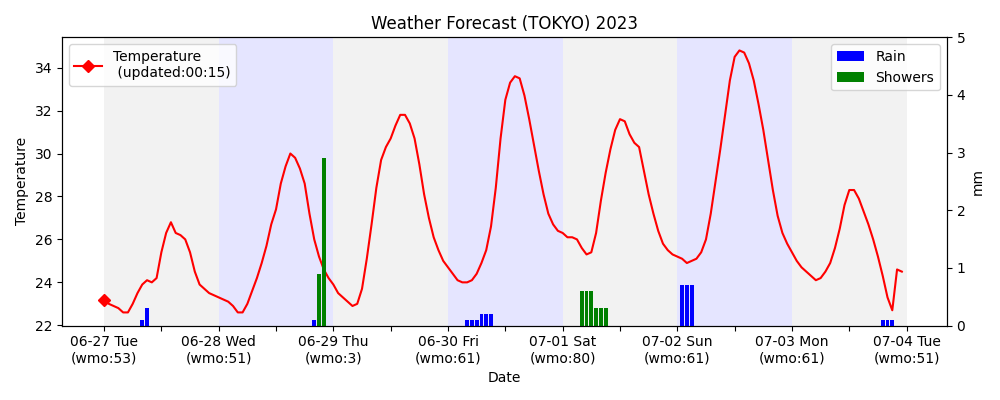 Weather Forecast (TOKYO) 2023
Temperature
(updated:00:15)
Rain
Showers
Temperature
34
32
30
28
26
24
22
5
4
3
2
1
0
mm
06-27 Tue
(wmo:53)
06-28 Wed
(wmo:51)
06-29 Thu
(wmo:3)
06-30 Fri
(wmo:61)
07-01 Sat
(wmo:80)
07-02 Sun
(wmo:61)
07-03 Mon
(wmo:61)
07-04 Tue
(wmo:51)
Date